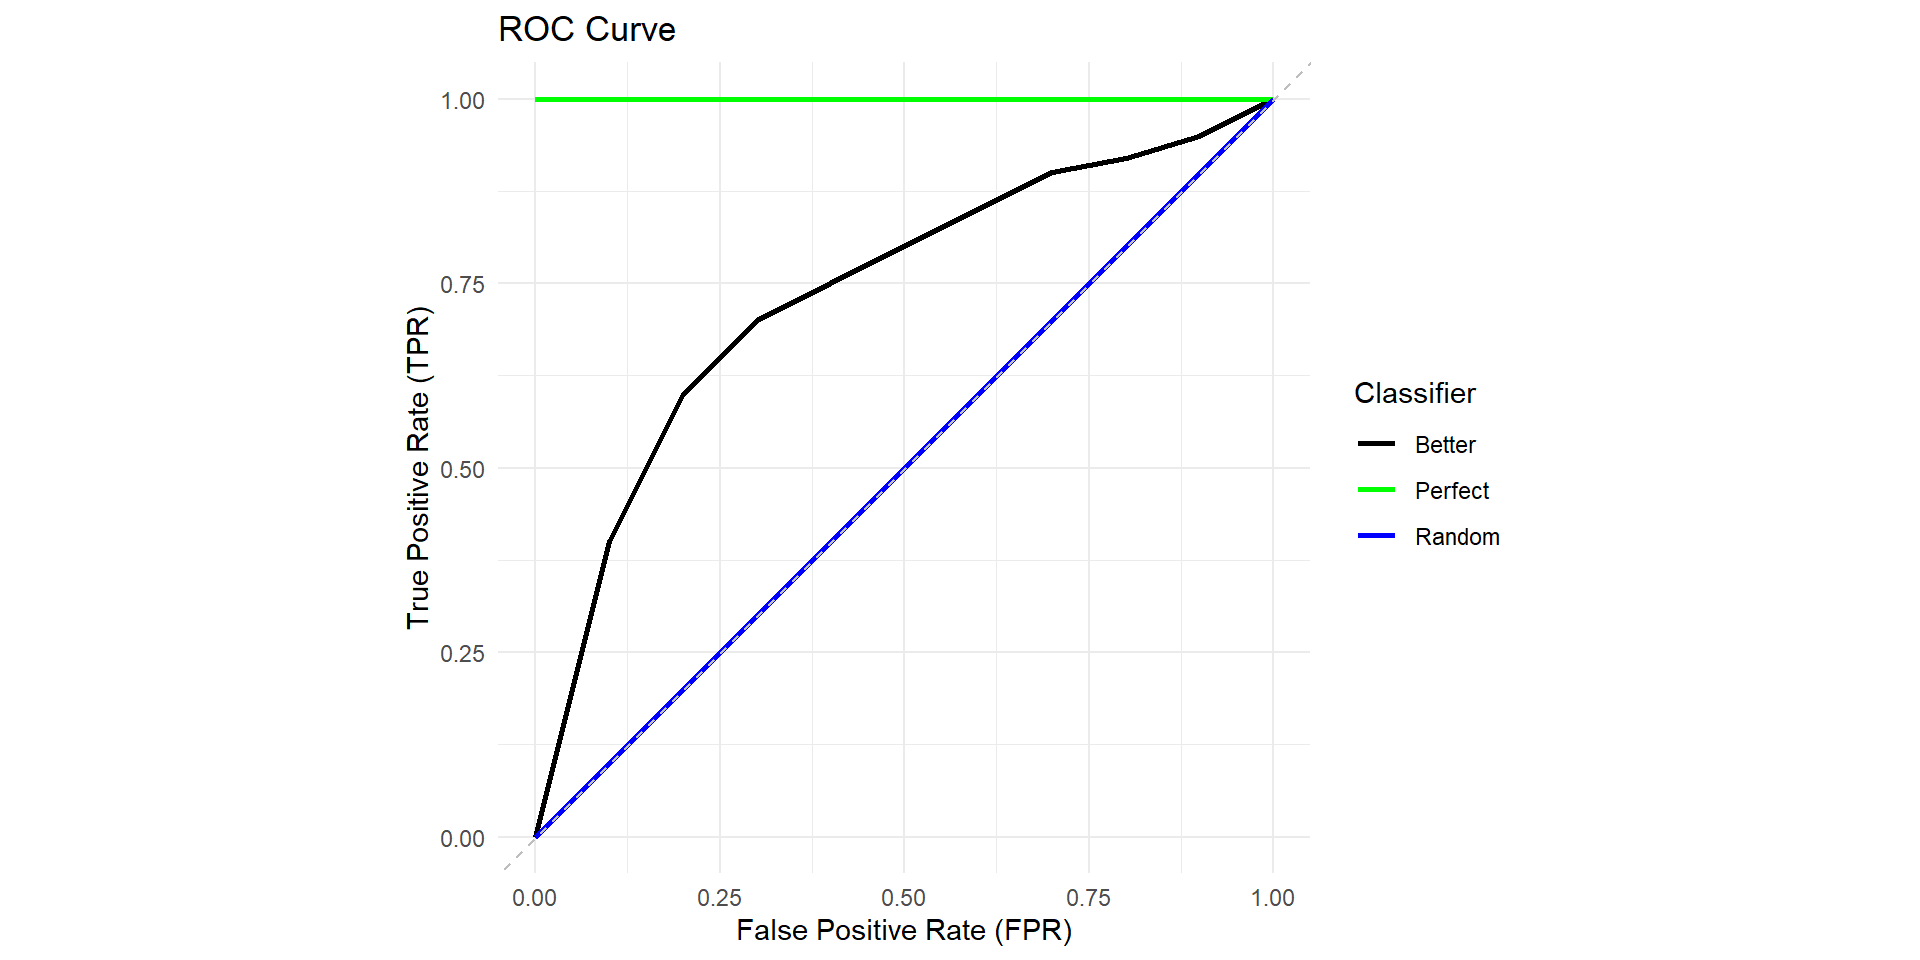 ROC Curve
1.00
0.75
0.50
0.25
0.00
True Positive Rate (TPR)
0.00 0.25 0.50 0.75 1.00
False Positive Rate (FPR)
Classifier
Better
Perfect
Random